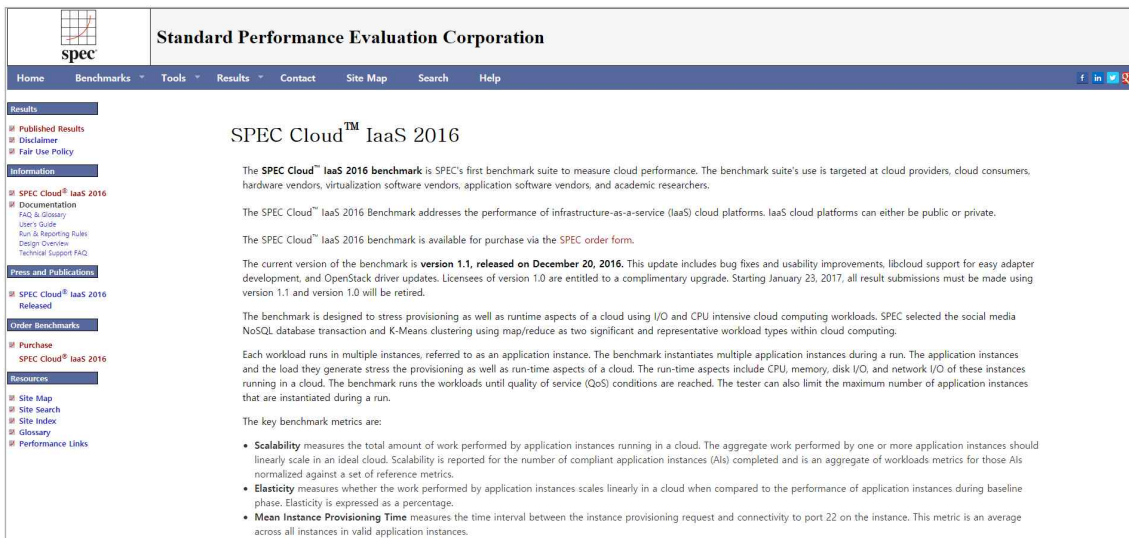 spec
Standard Performance Evaluation Corporation
Home Benchmarks Tools Results Contact Site Map Search Help
Results
Published Results
Disclaimer
Fair Use Policy
Information
SPEC Cloud® IaaS 2016
Documentation
FAQ & Glossary
User's Guide
Run & Reporting Rules
Design Overview
Technical Support FAQ
Press and Publications
SPEC Cloud® IaaS 2016
Released
Order Benchmarks
Purchase
SPEC Cloud® IaaS 2016
Resources
Site Map
Site Search
Site Index
Glossary
Performance Links
SPEC Cloud™ IaaS 2016
The SPEC Cloud™ IaaS 2016 benchmark is SPEC's first benchmark suite to measure cloud performance. The benchmark suite's use is targeted at cloud providers, cloud consumers,
hardware vendors, virtualization software vendors, application software vendors, and academic researchers.
The SPEC Cloud™ IaaS 2016 Benchmark addresses the performance of infrastructure-as-a-service (IaaS) cloud platforms. IaaS cloud platforms can either be public or private.
The SPEC Cloud™ IaaS 2016 benchmark is available for purchase via the SPEC order form.
The current version of the benchmark is version 1.1, released on December 20, 2016. This update includes bug fixes and usability improvements, libcloud support for easy adapter
development, and OpenStack driver updates. Licensees of version 1.0 are entitled to a complimentary upgrade. Starting January 23, 2017, all result submissions must be made using
version 1.1 and version 1.0 will be retired.
The benchmark is designed to stress provisioning as well as runtime aspects of a cloud using I/O and CPU intensive cloud computing workloads. SPEC selected the social media
NoSQL database transaction and K-Means clustering using map/reduce as two significant and representative workload types within cloud computing.
Each workload runs in multiple instances, referred to as an application instance. The benchmark instantiates multiple application instances during a run. The application instances
and the load they generate stress the provisioning as well as run-time aspects of a cloud. The run-time aspects include CPU, memory, disk I/O, and network I/O of these instances
running in a cloud. The benchmark runs the workloads until quality of service (QoS) conditions are reached. The tester can also limit the maximum number of application instances
that are instantiated during a run.
The key benchmark metrics are:
• Scalability measures the total amount of work performed by application instances running in a cloud. The aggregate work performed by one or more application instances should
linearly scale in an ideal cloud. Scalability is reported for the number of compliant application instances (AIs) completed and is an aggregate of workloads metrics for those AIs
normalized against a set of reference metrics.
• Elasticity measures whether the work performed by application instances scales linearly in a cloud when compared to the performance of application instances during baseline
phase. Elasticity is expressed as a percentage.
• Mean Instance Provisioning Time measures the time interval between the instance provisioning request and connectivity to port 22 on the instance. This metric is an average
across all instances in valid application instances.